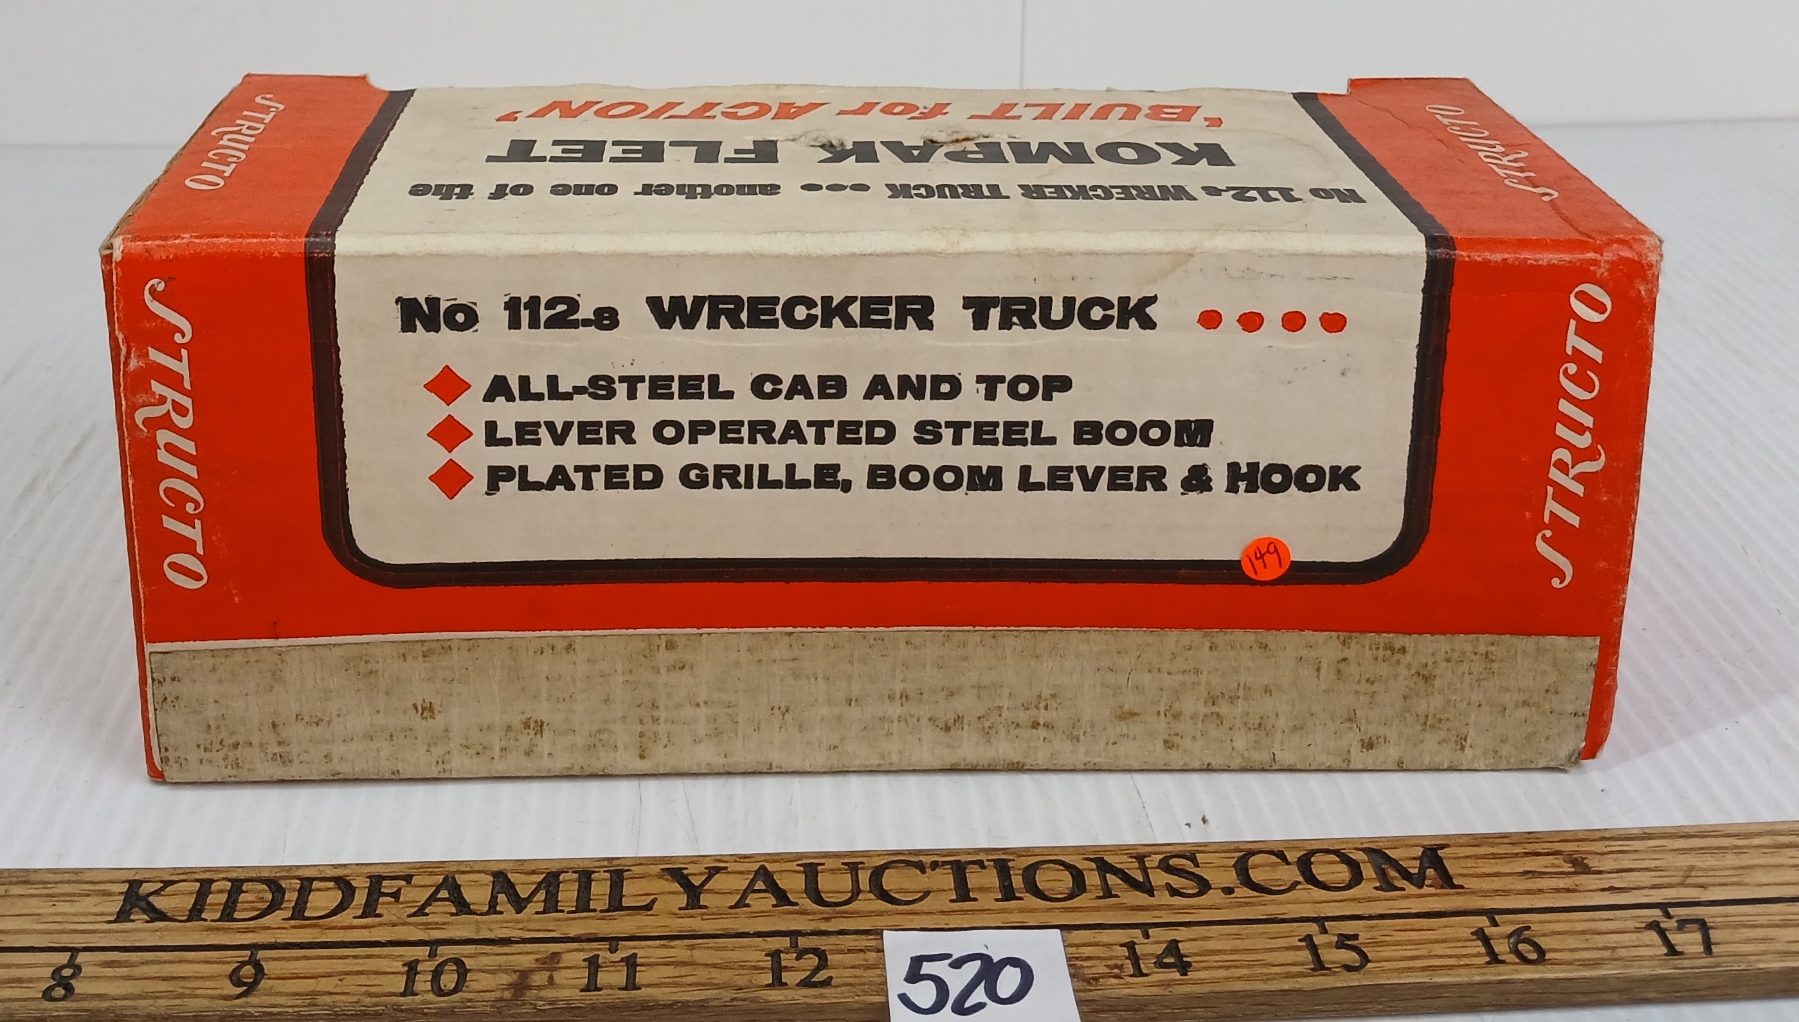 STRUCTO
'BUILT for ACTION'
KOMPAK FLEET
No 112-8 WRECKER TRUCK ... another one of the
STRUCTO
STRUCTO
No 112-8 WRECKER TRUCK ....
ALL-STEEL CAB AND TOP
LEVER OPERATED STEEL BOOM
PLATED GRILLE, BOOM LEVER & HOOK
149
STRUCTO
KIDDFAMILYAUCTIONS.COM
8 9 10 11 12 14 15 16 17
520